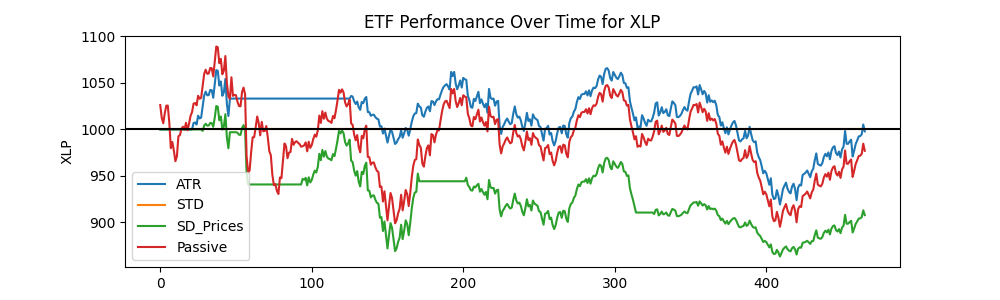 ETF Performance Over Time for XLP
1100
1050
1000
950
900
XLP
ATR
STD
SD_Prices
Passive
0
100
200
300
400